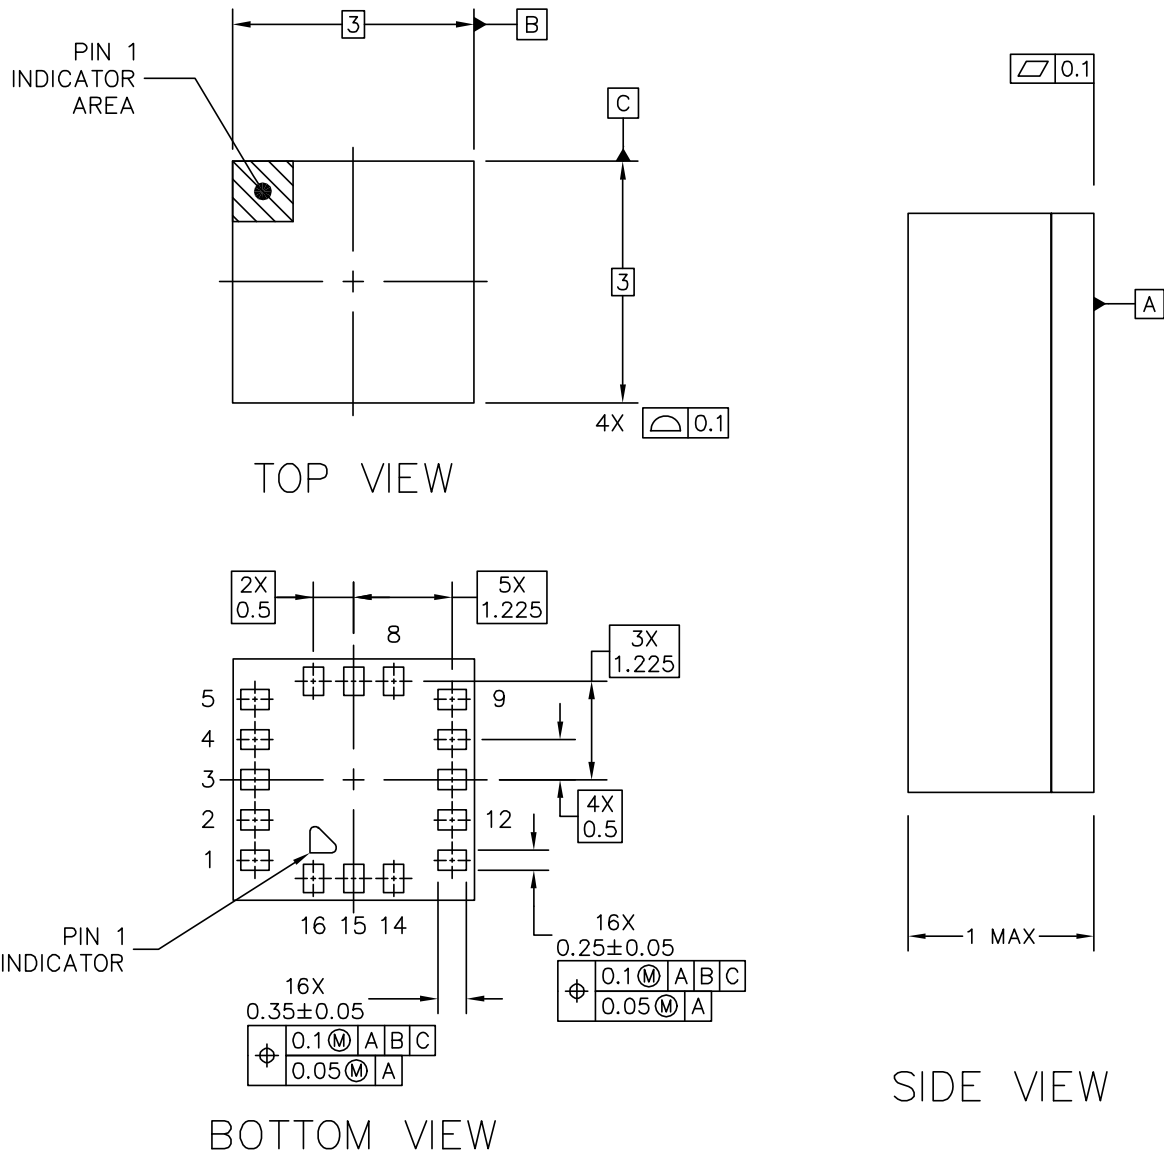 3
B
PIN 1
INDICATOR
AREA
C
3
4X 0.1
TOP VIEW
0.1
A
1 MAX
SIDE VIEW
2X
0.5
5X
1.225
8
3X
1.225
5
9
4
3
4X
0.5
2
12
1
16 15 14
PIN 1
INDICATOR
16X
0.25±0.05
⌖ 0.1 Ⓜ A B C
0.05 Ⓜ A
16X
0.35±0.05
⌖ 0.1 Ⓜ A B C
0.05 Ⓜ A
BOTTOM VIEW